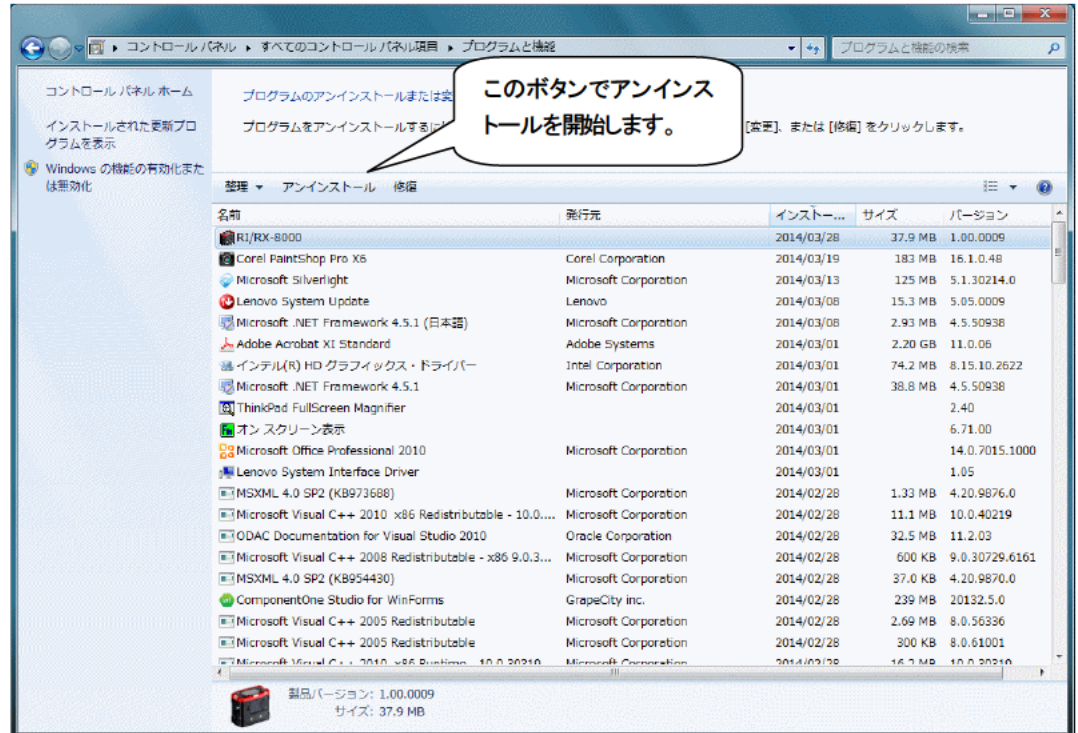 コントロール パネル ▸ すべてのコントロール パネル項目 ▸ プログラムと機能
プログラムと機能の検索
コントロール パネル ホーム
インストールされた更新プロ
グラムを表示
Windows の機能の有効化また
は無効化
プログラムのアンインストールまたは変
プログラムをアンインストールするに
[変更]、または [修復] をクリックします。
このボタンでアンインス
トールを開始します。
整理 ▼ アンインストール 修復
名前 発行元 インストー... サイズ バージョン
RI/RX-8000 2014/03/28 37.9 MB 1.00.0009
Corel PaintShop Pro X6 Corel Corporation 2014/03/19 183 MB 16.1.0.48
Microsoft Silverlight Microsoft Corporation 2014/03/13 125 MB 5.1.30214.0
Lenovo System Update Lenovo 2014/03/08 15.3 MB 5.05.0009
Microsoft .NET Framework 4.5.1 (日本語) Microsoft Corporation 2014/03/08 2.93 MB 4.5.50938
Adobe Acrobat XI Standard Adobe Systems 2014/03/01 2.20 GB 11.0.06
インテル(R) HD グラフィックス・ドライバー Intel Corporation 2014/03/01 74.2 MB 8.15.10.2622
Microsoft .NET Framework 4.5.1 Microsoft Corporation 2014/03/01 38.8 MB 4.5.50938
ThinkPad FullScreen Magnifier 2014/03/01 2.40
オン スクリーン表示 2014/03/01 6.71.00
Microsoft Office Professional 2010 Microsoft Corporation 2014/03/01 14.0.7015.1000
Lenovo System Interface Driver 2014/03/01 1.05
MSXML 4.0 SP2 (KB973688) Microsoft Corporation 2014/02/28 1.33 MB 4.20.9876.0
Microsoft Visual C++ 2010 x86 Redistributable - 10.0.... Microsoft Corporation 2014/02/28 11.1 MB 10.0.40219
ODAC Documentation for Visual Studio 2010 Oracle Corporation 2014/02/28 32.5 MB 11.2.03
Microsoft Visual C++ 2008 Redistributable - x86 9.0.3... Microsoft Corporation 2014/02/28 600 KB 9.0.30729.6161
MSXML 4.0 SP2 (KB954430) Microsoft Corporation 2014/02/28 37.0 KB 4.20.9870.0
ComponentOne Studio for WinForms GrapeCity inc. 2014/02/28 239 MB 20132.5.0
Microsoft Visual C++ 2005 Redistributable Microsoft Corporation 2014/02/28 2.69 MB 8.0.56336
Microsoft Visual C++ 2005 Redistributable Microsoft Corporation 2014/02/28 300 KB 8.0.61001
Microsoft Visual C++ 2010 x86 Runtime - 10.0.30319 Microsoft Corporation 2014/02/28 16.2 MB 10.0.30319
製品バージョン: 1.00.0009
サイズ: 37.9 MB